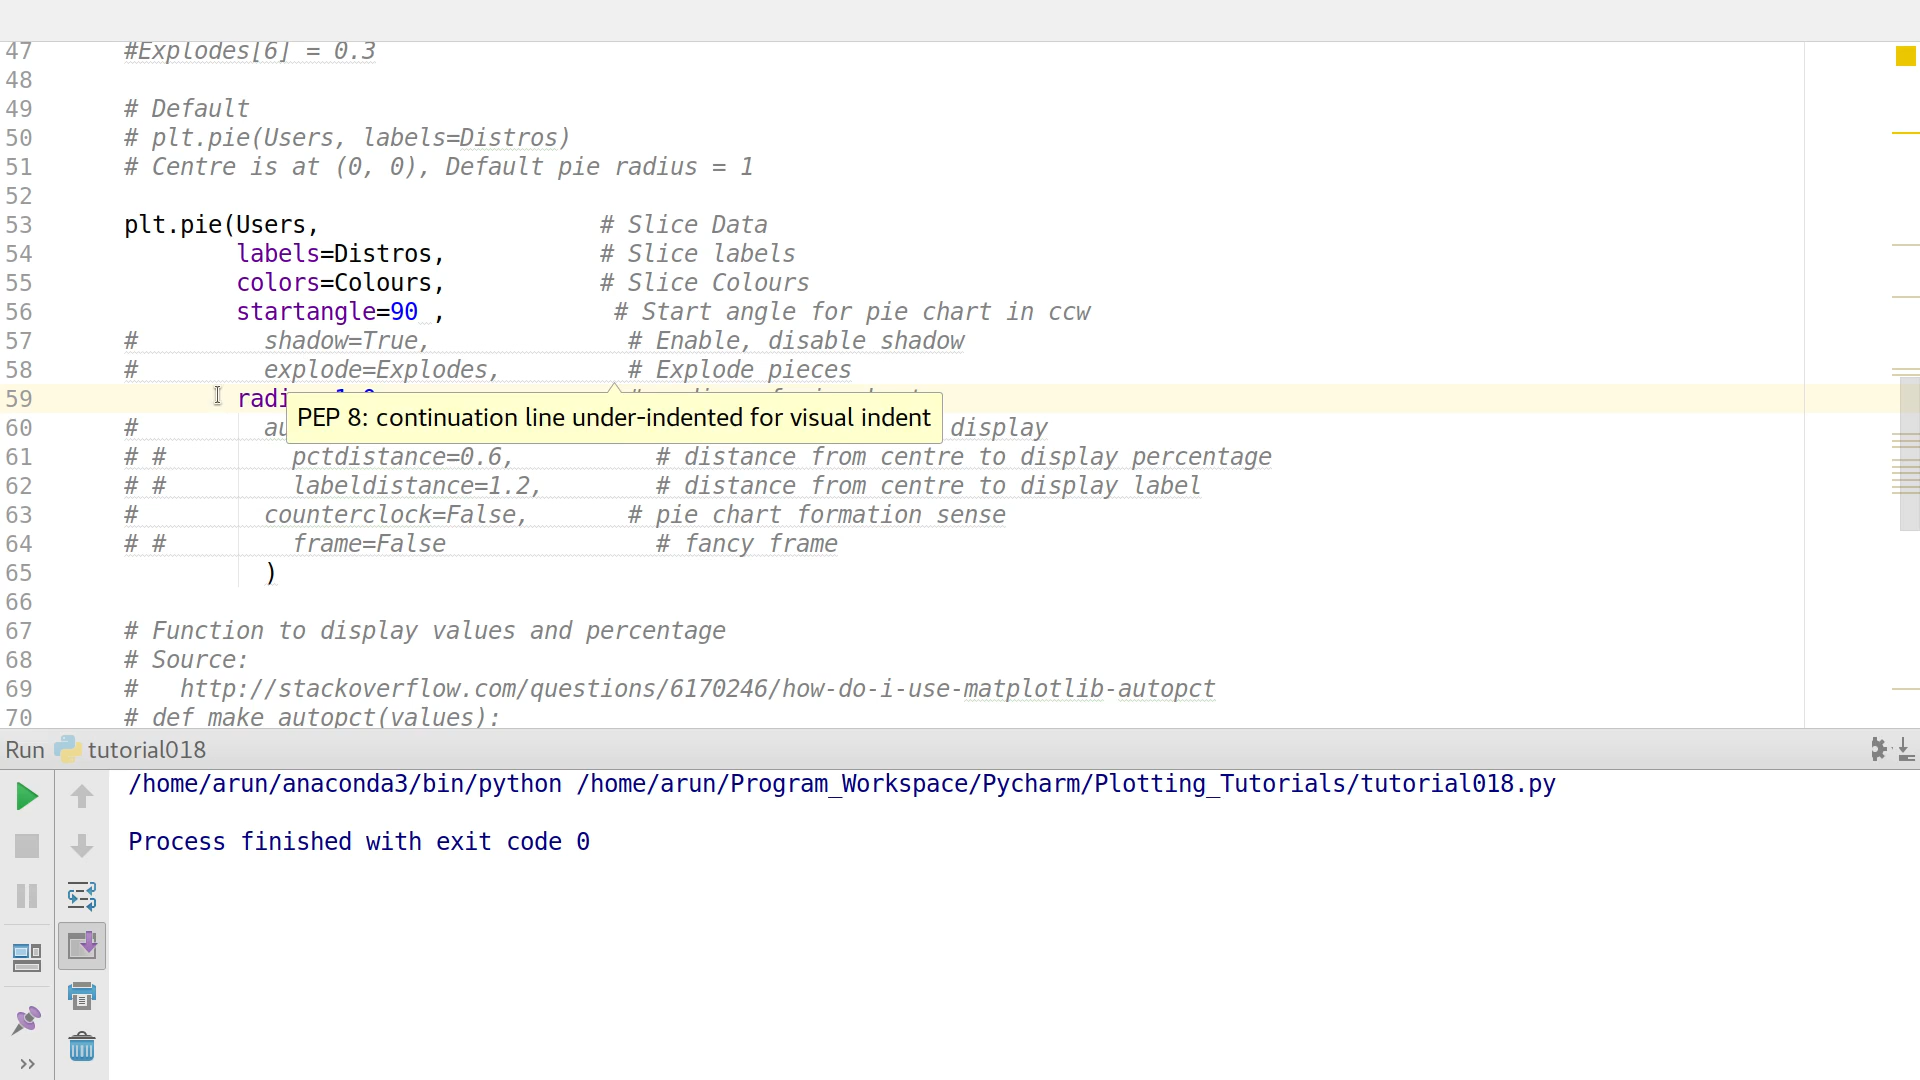 47 #Explodes[6] = 0.3
48
49 # Default
50 # plt.pie(Users, labels=Distros)
51 # Centre is at (0, 0), Default pie radius = 1
52
53 plt.pie(Users, # Slice Data
54 labels=Distros, # Slice labels
55 colors=Colours, # Slice Colours
56 startangle=90 , # Start angle for pie chart in ccw
57 # shadow=True, # Enable, disable shadow
58 # explode=Explodes, # Explode pieces
59 radi
PEP 8: continuation line under-indented for visual indent
60 # au display
61 # # pctdistance=0.6, # distance from centre to display percentage
62 # # labeldistance=1.2, # distance from centre to display label
63 # counterclock=False, # pie chart formation sense
64 # # frame=False # fancy frame
65 )
66
67 # Function to display values and percentage
68 # Source:
69 # http://stackoverflow.com/questions/6170246/how-do-i-use-matplotlib-autopct
70 # def make_autopct(values):
Run tutorial018
/home/arun/anaconda3/bin/python /home/arun/Program_Workspace/Pycharm/Plotting_Tutorials/tutorial018.py
Process finished with exit code 0